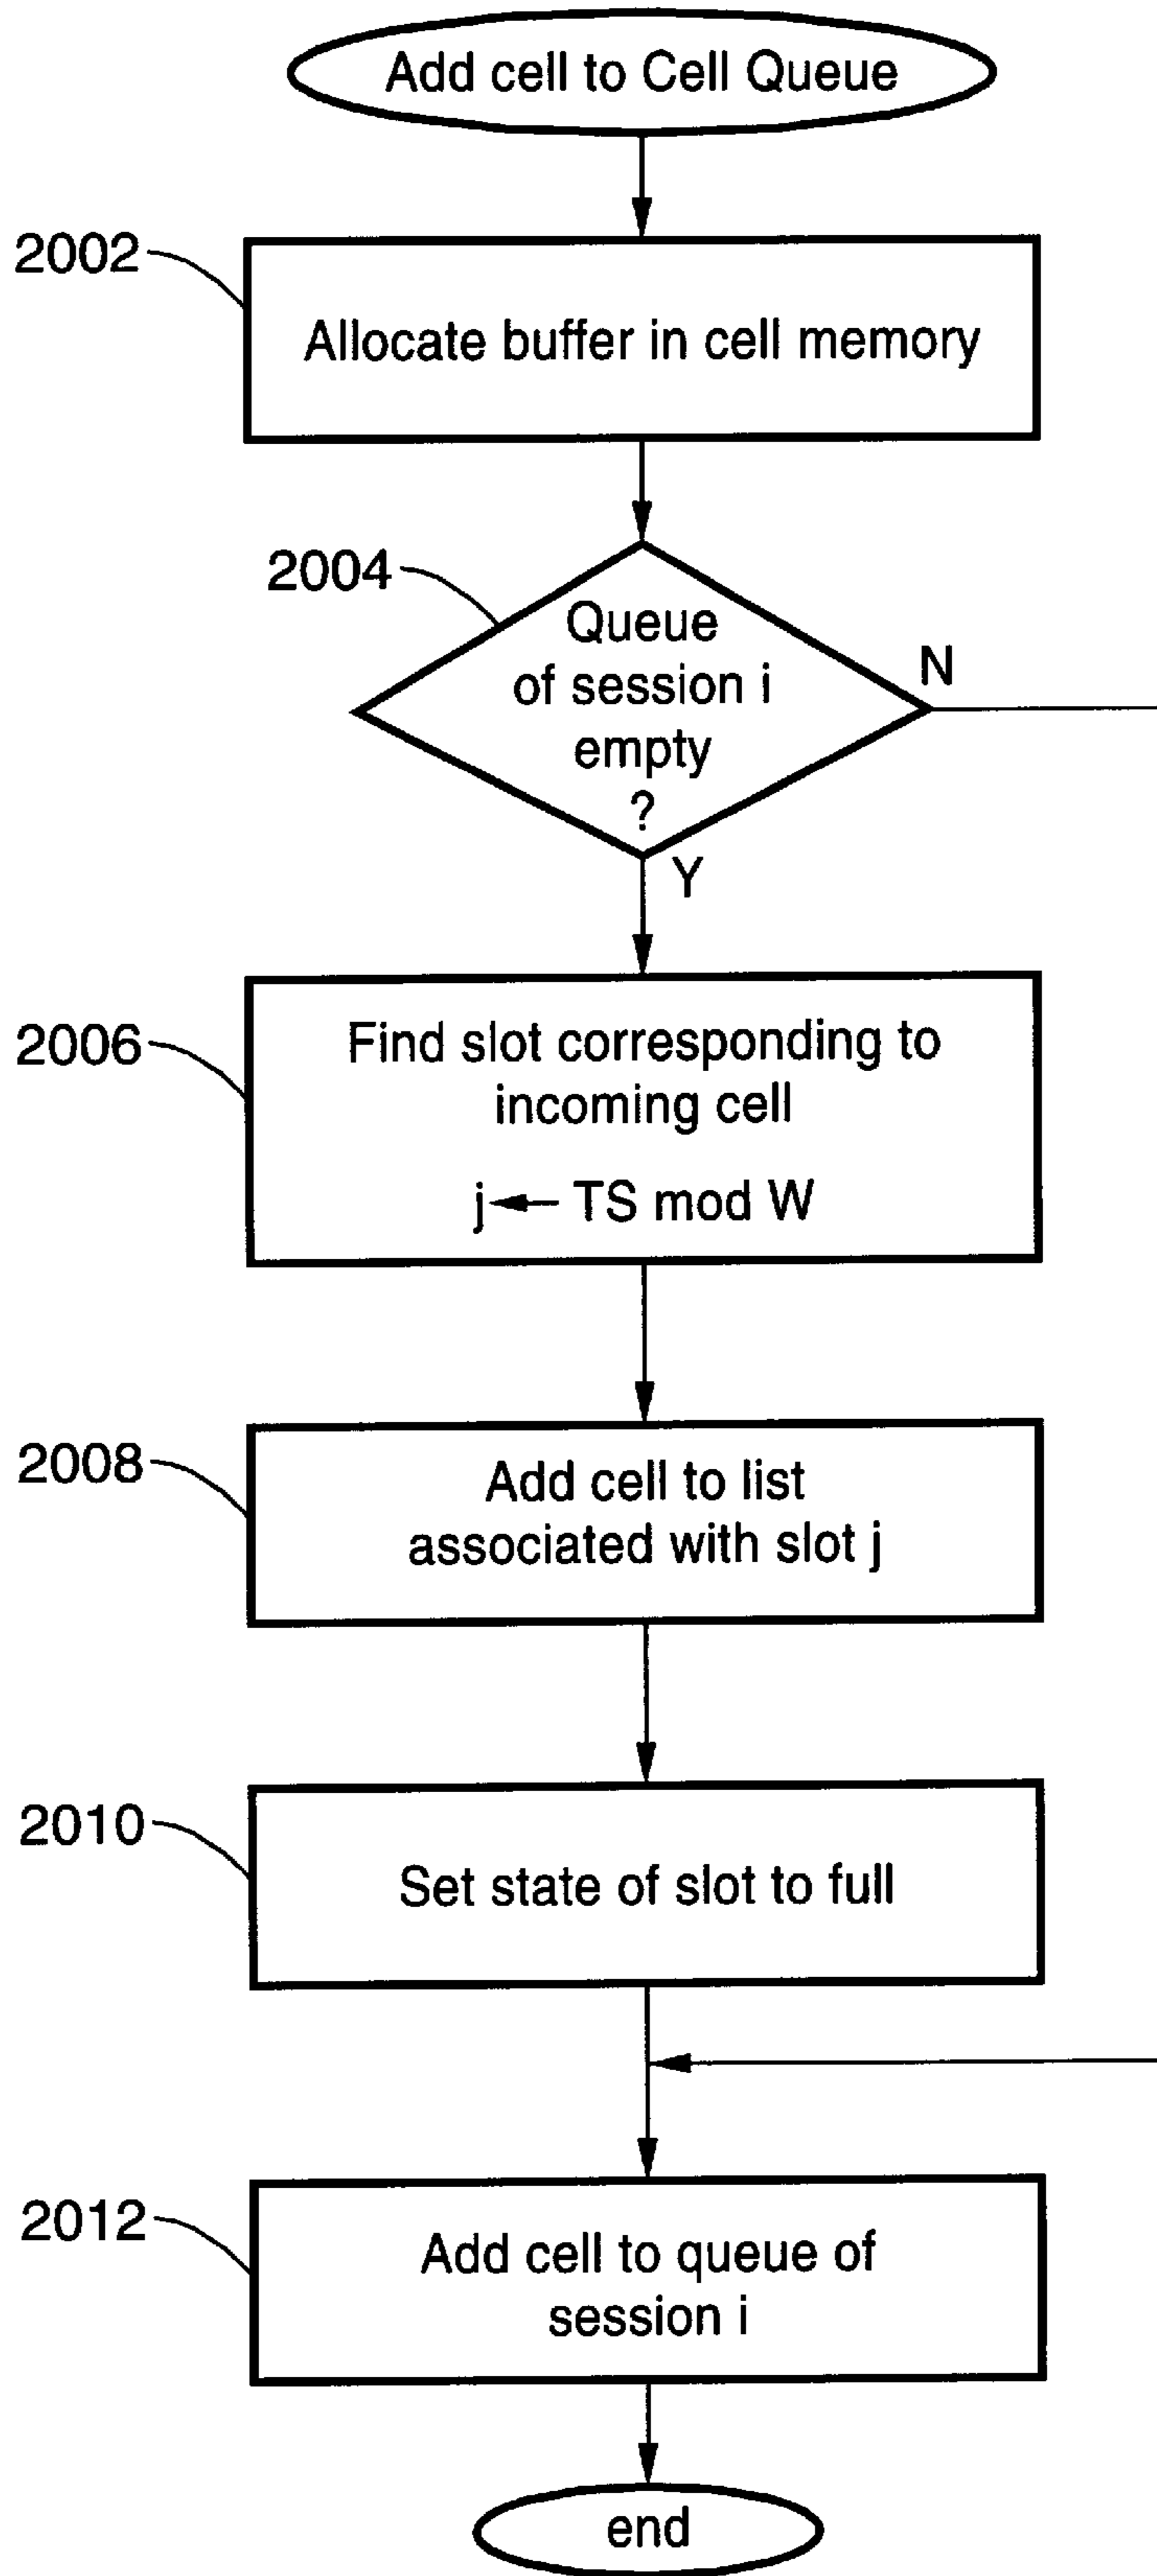 Add cell to Cell Queue
2002
Allocate buffer in cell memory
2004
Queue
of session i
empty
?
N
Y
2006
Find slot corresponding to
incoming cell
j ← TS mod W
2008
Add cell to list
associated with slot j
2010
Set state of slot to full
2012
Add cell to queue of
session i
end